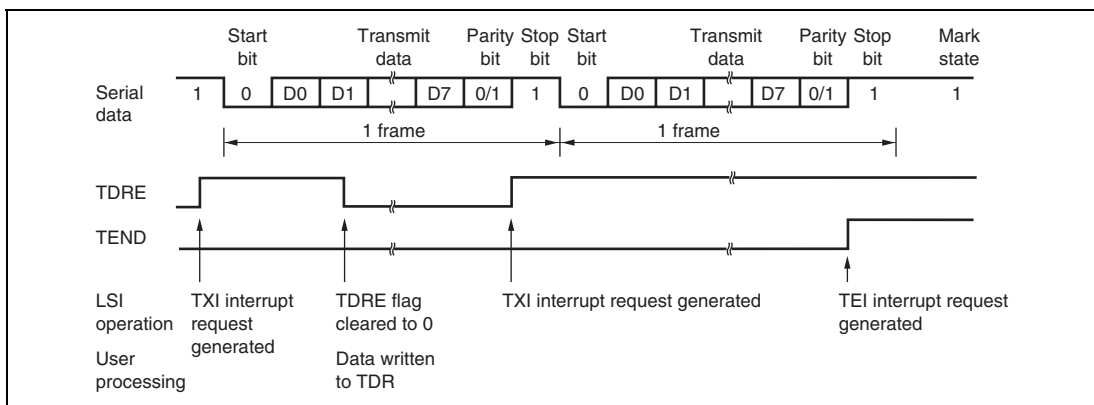 Start bit Transmit data Parity bit Stop bit Start bit Transmit data Parity bit Stop bit Mark state
Serial data 1 0 D0 D1 D7 0/1 1 0 D0 D1 D7 0/1 1 1
1 frame 1 frame
TDRE
TEND
LSI operation
TXI interrupt request generated
TDRE flag cleared to 0
TXI interrupt request generated
TEI interrupt request generated
User processing
Data written to TDR